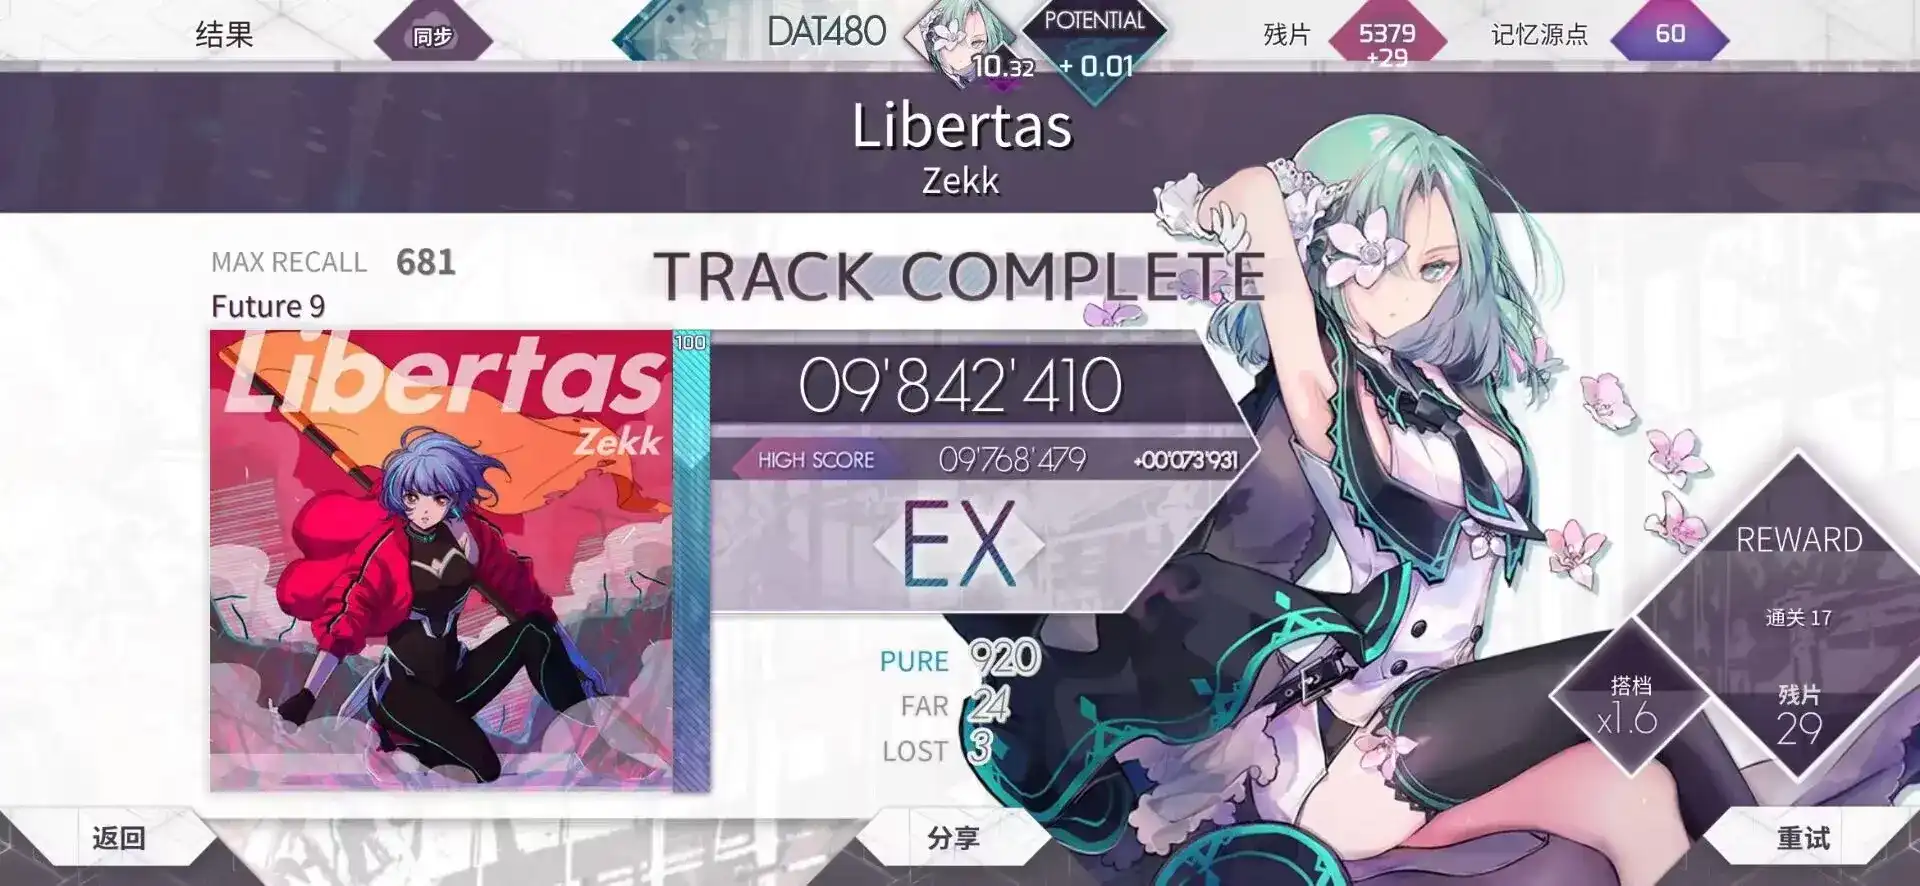 结果
同步
DAT480
10.32
POTENTIAL
+ 0.01
残片
5379
+29
记忆源点
60
Libertas
Zekk
MAX RECALL 681
Future 9
TRACK COMPLETE
Libertas
Zekk
100
09'842'410
HIGH SCORE 09'768'479 +00'073'931
EX
PURE 920
FAR 24
LOST 3
REWARD
通关 17
搭档
x1.6
残片
29
返回
分享
重试